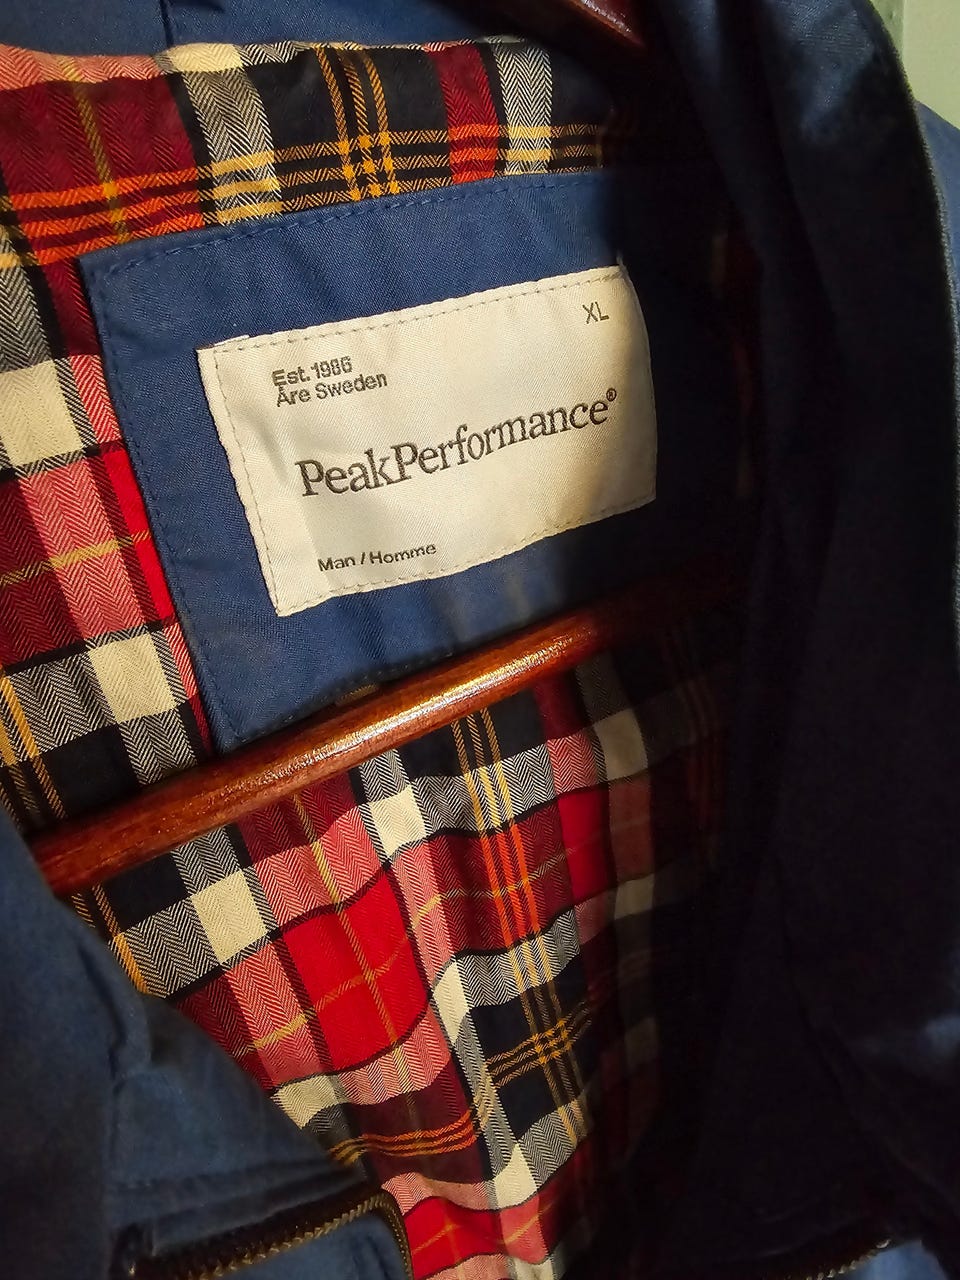 XL
Est. 1986
Åre Sweden
PeakPerformance®
Man / Homme